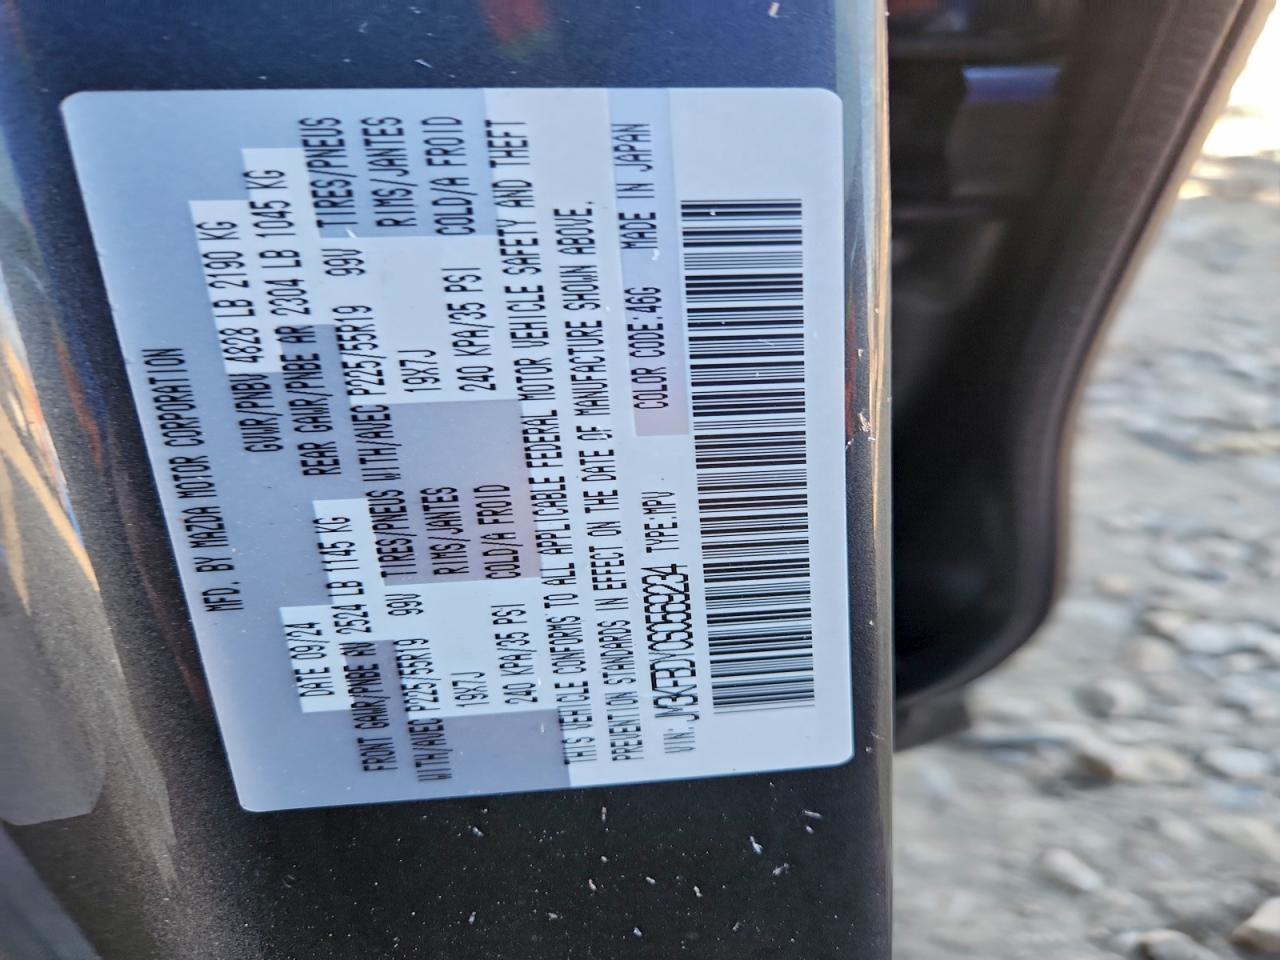 MFD. BY MAZDA MOTOR CORPORATION
DATE 09/24 GVWR/PNBV 4828 LB 2190 KG
FRONT GAWR/PNBE AV 2524 LB 1145 KG REAR GAWR/PNBE AR 2304 LB 1045 KG
WITH/AVEC P225/55R19 99V TIRES/PNEUS WITH/AVEC P225/55R19 99V TIRES/PNEUS
19X7J RIMS/JANTES 19X7J RIMS/JANTES
240 KPA/35 PSI COLD/A FROID 240 KPA/35 PSI COLD/A FROID
THIS VEHICLE CONFORMS TO ALL APPLICABLE FEDERAL MOTOR VEHICLE SAFETY AND THEFT
PREVENTION STANDARDS IN EFFECT ON THE DATE OF MANUFACTURE SHOWN ABOVE.
VIN: JM3KFBDY0S0569234 TYPE:MPV COLOR CODE:46G MADE IN JAPAN